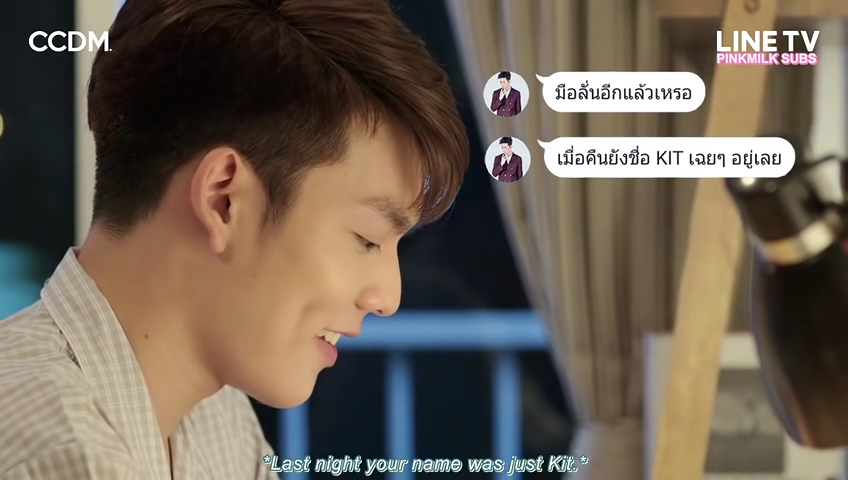 CCDM.
LINE TV
PINKMILK SUBS
มือลั่นอีกแล้วเหรอ
เมื่อคืนยังชื่อ KIT เฉยๆ อยู่เลย
*Last night your name was just Kit.*